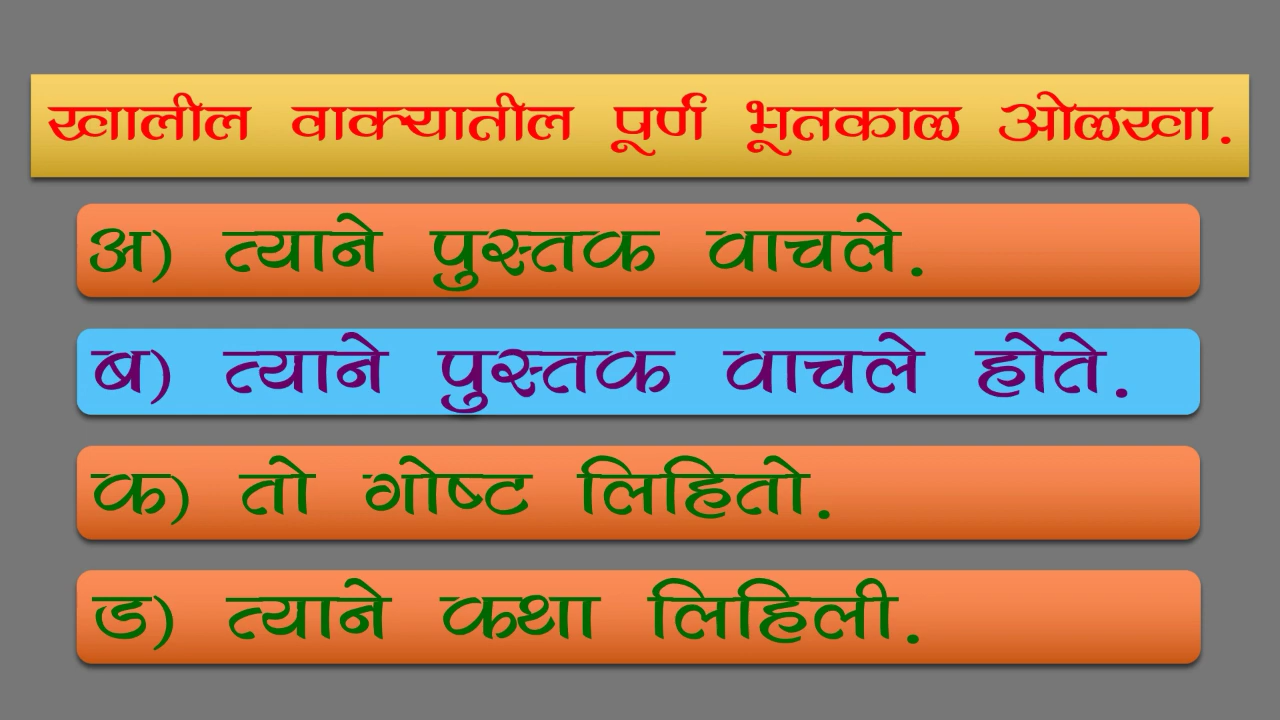 खालील वाक्यातील पूर्ण भूतकाळ ओळखा.
अ) त्याने पुस्तक वाचले.
ब) त्याने पुस्तक वाचले होते.
क) तो गोष्ट लिहितो.
ड) त्याने कथा लिहिली.